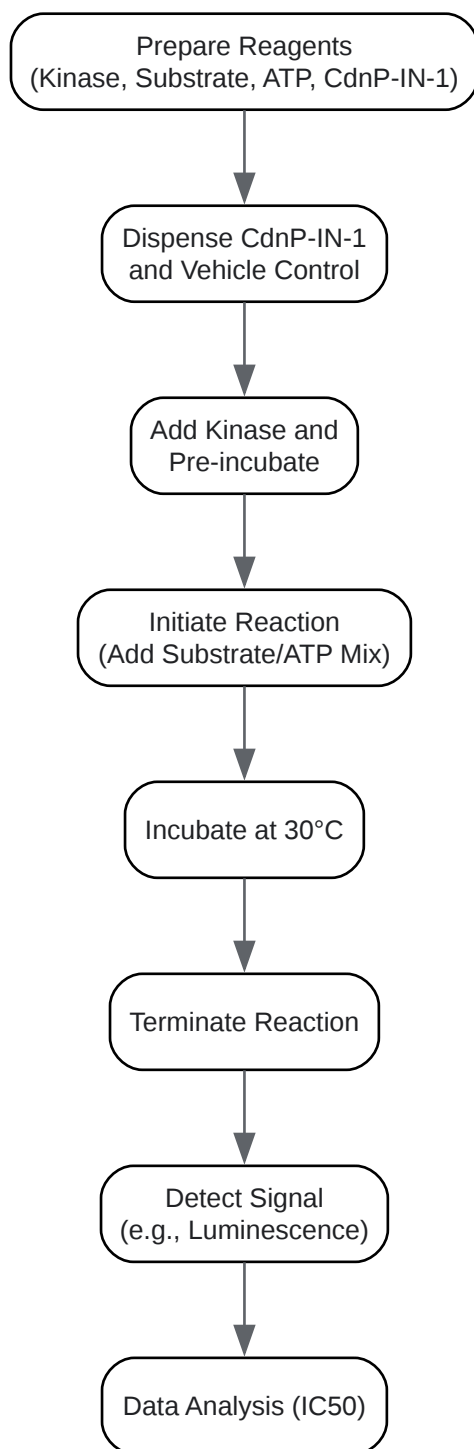 Prepare Reagents
(Kinase, Substrate, ATP, CdnP-IN-1)
Dispense CdnP-IN-1
and Vehicle Control
Add Kinase and
Pre-incubate
Initiate Reaction
(Add Substrate/ATP Mix)
Incubate at 30°C
Terminate Reaction
Detect Signal
(e.g., Luminescence)
Data Analysis (IC50)